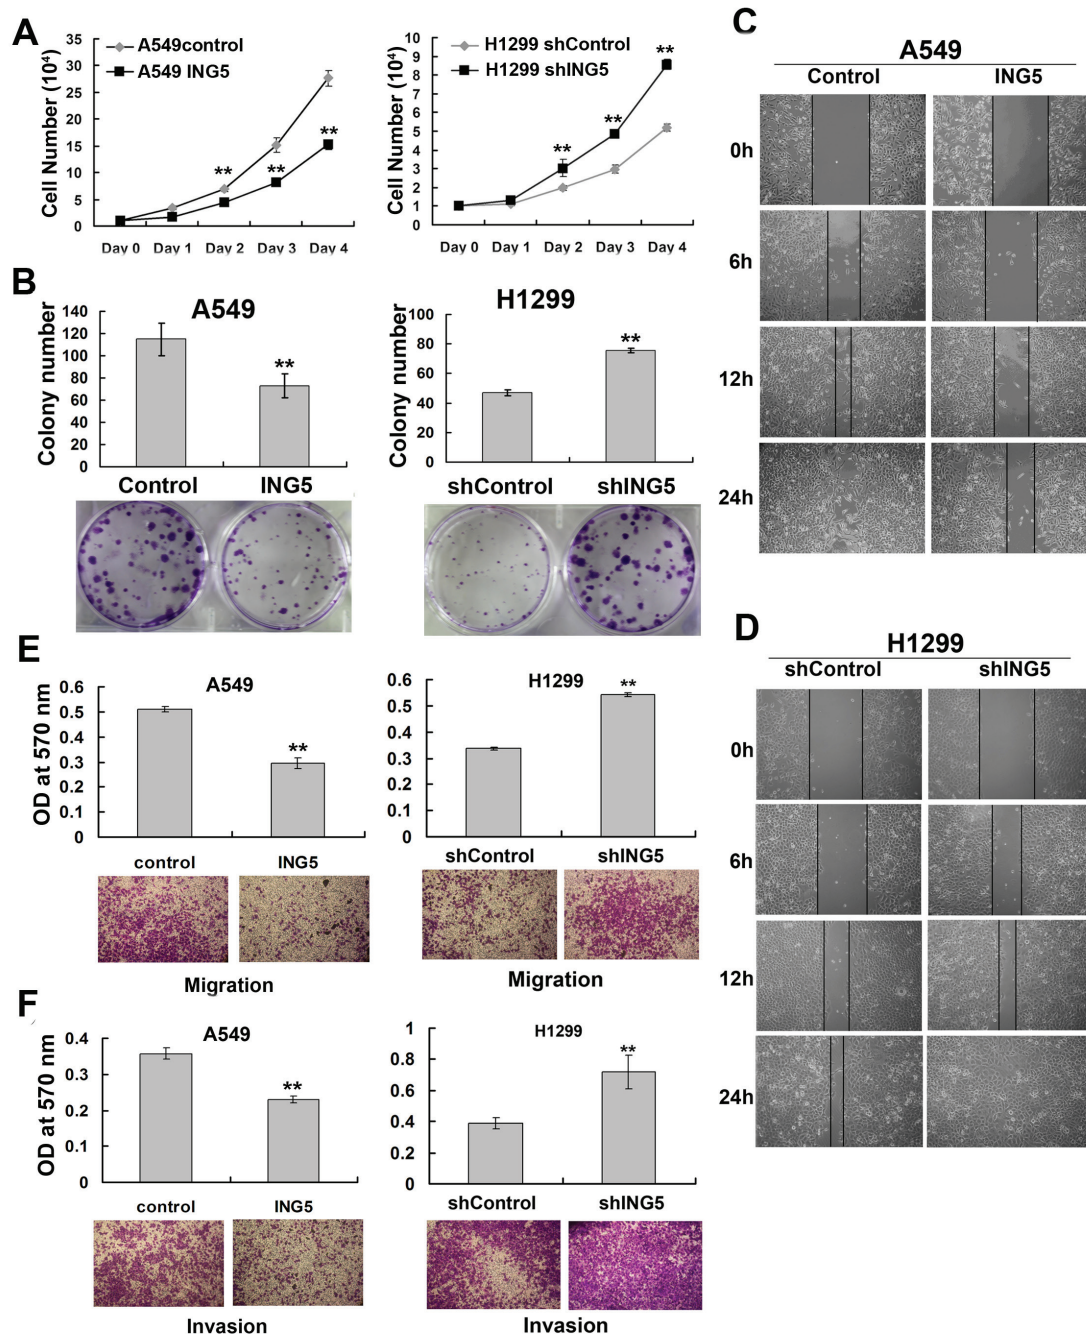 A
Cell Number (10⁴)
35
30
25
20
15
10
5
0
A549control
A549 ING5
**
**
**
Day 0 Day 1 Day 2 Day 3 Day 4
Cell Number (10⁴)
10
9
8
7
6
5
4
3
2
1
0
H1299 shControl
H1299 shING5
**
**
**
Day 0 Day 1 Day 2 Day 3 Day 4
B
A549
Colony number
140
120
100
80
60
40
20
0
**
Control ING5
H1299
Colony number
100
80
60
40
20
0
**
shControl shING5
C
A549
Control ING5
0h
6h
12h
24h
D
H1299
shControl shING5
0h
6h
12h
24h
E
A549
OD at 570 nm
0.6
0.5
0.4
0.3
0.2
0.1
0
**
control ING5
Migration
H1299
0.6
0.5
0.4
0.3
0.2
0.1
0
**
shControl shING5
Migration
F
A549
OD at 570 nm
0.4
0.3
0.2
0.1
0
**
control ING5
Invasion
H1299
1
0.8
0.6
0.4
0.2
0
**
shControl shING5
Invasion